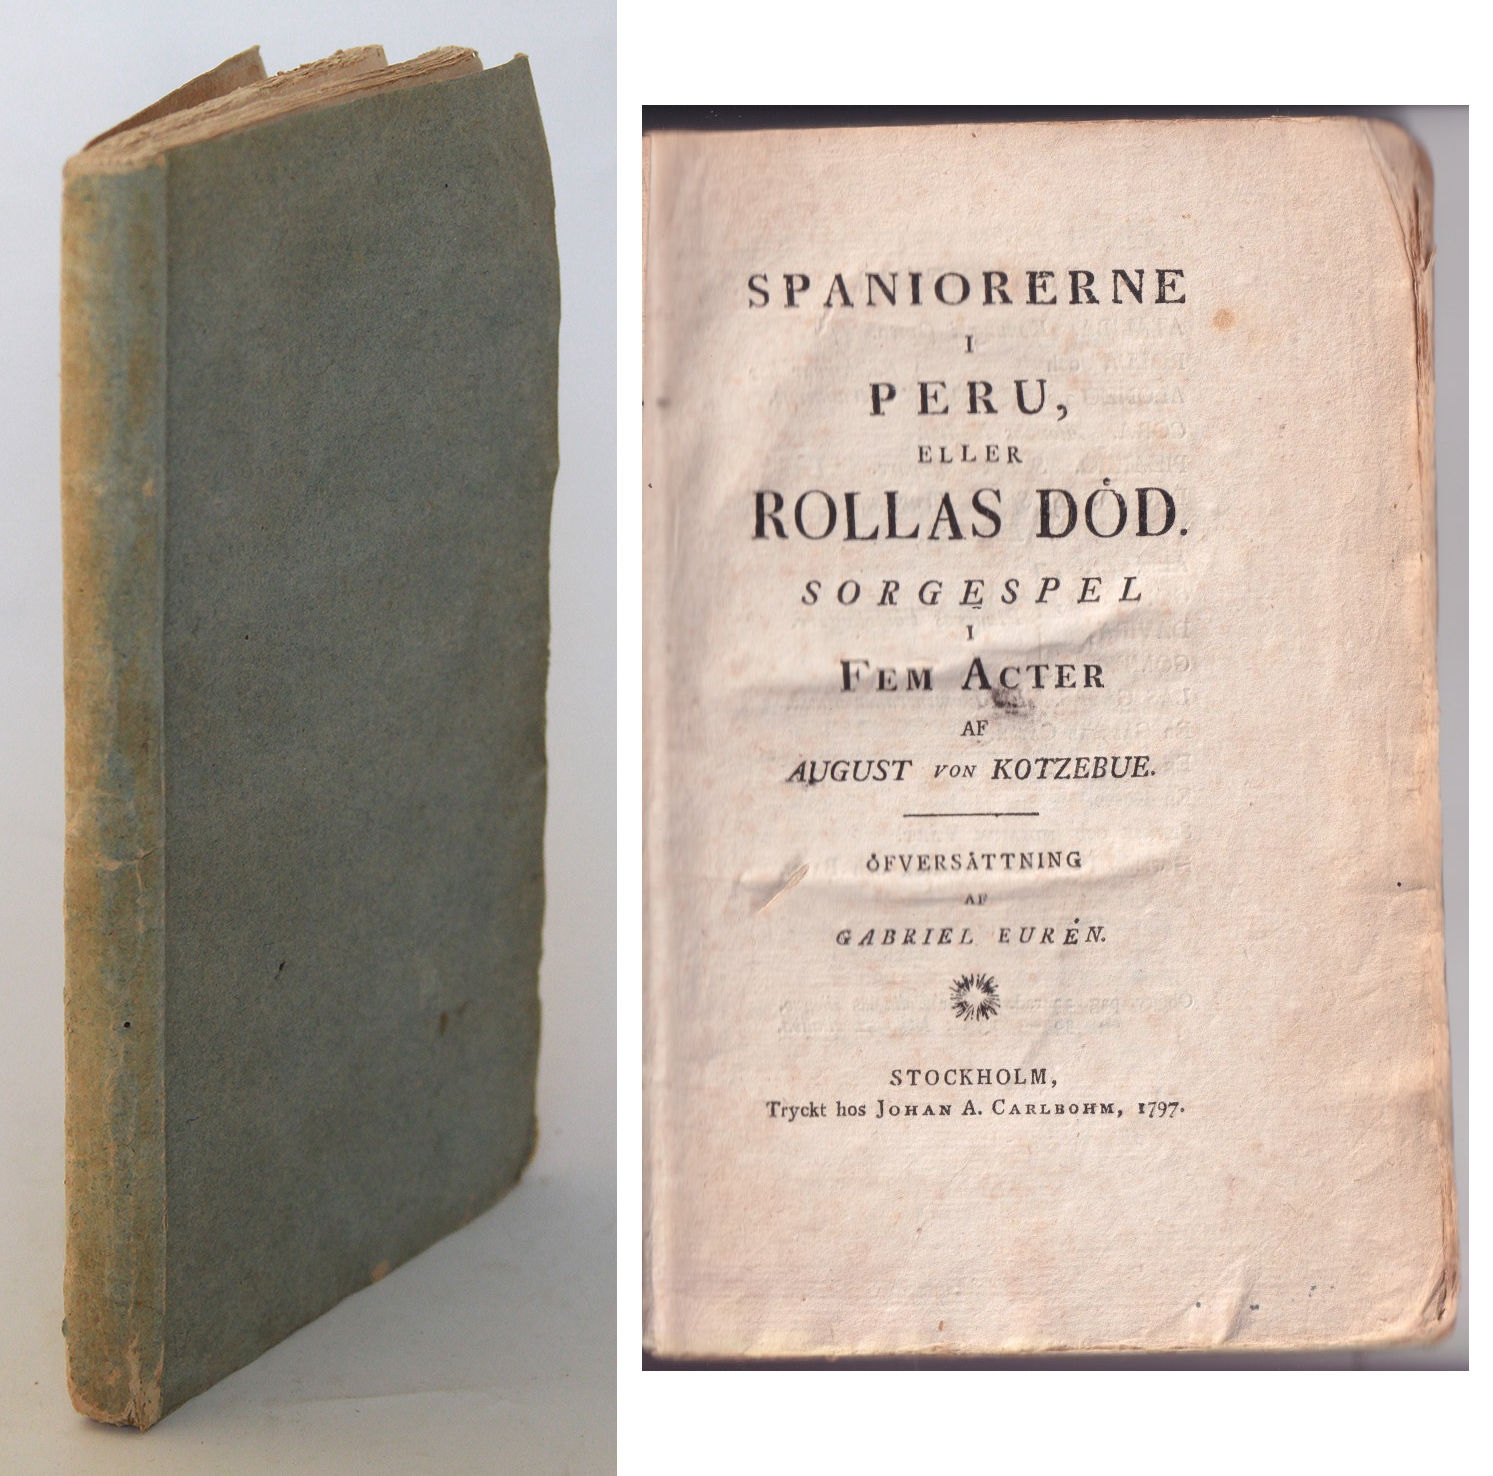 SPANIORERNE
I
PERU,
ELLER
ROLLAS DÖD.
SORGESPEL
I
FEM ACTER
AF
AUGUST VON KOTZEBUE.
ÖFVERSÄTTNING
AF
GABRIEL EURÉN.
STOCKHOLM,
Tryckt hos JOHAN A. CARLBOHM, 1797.